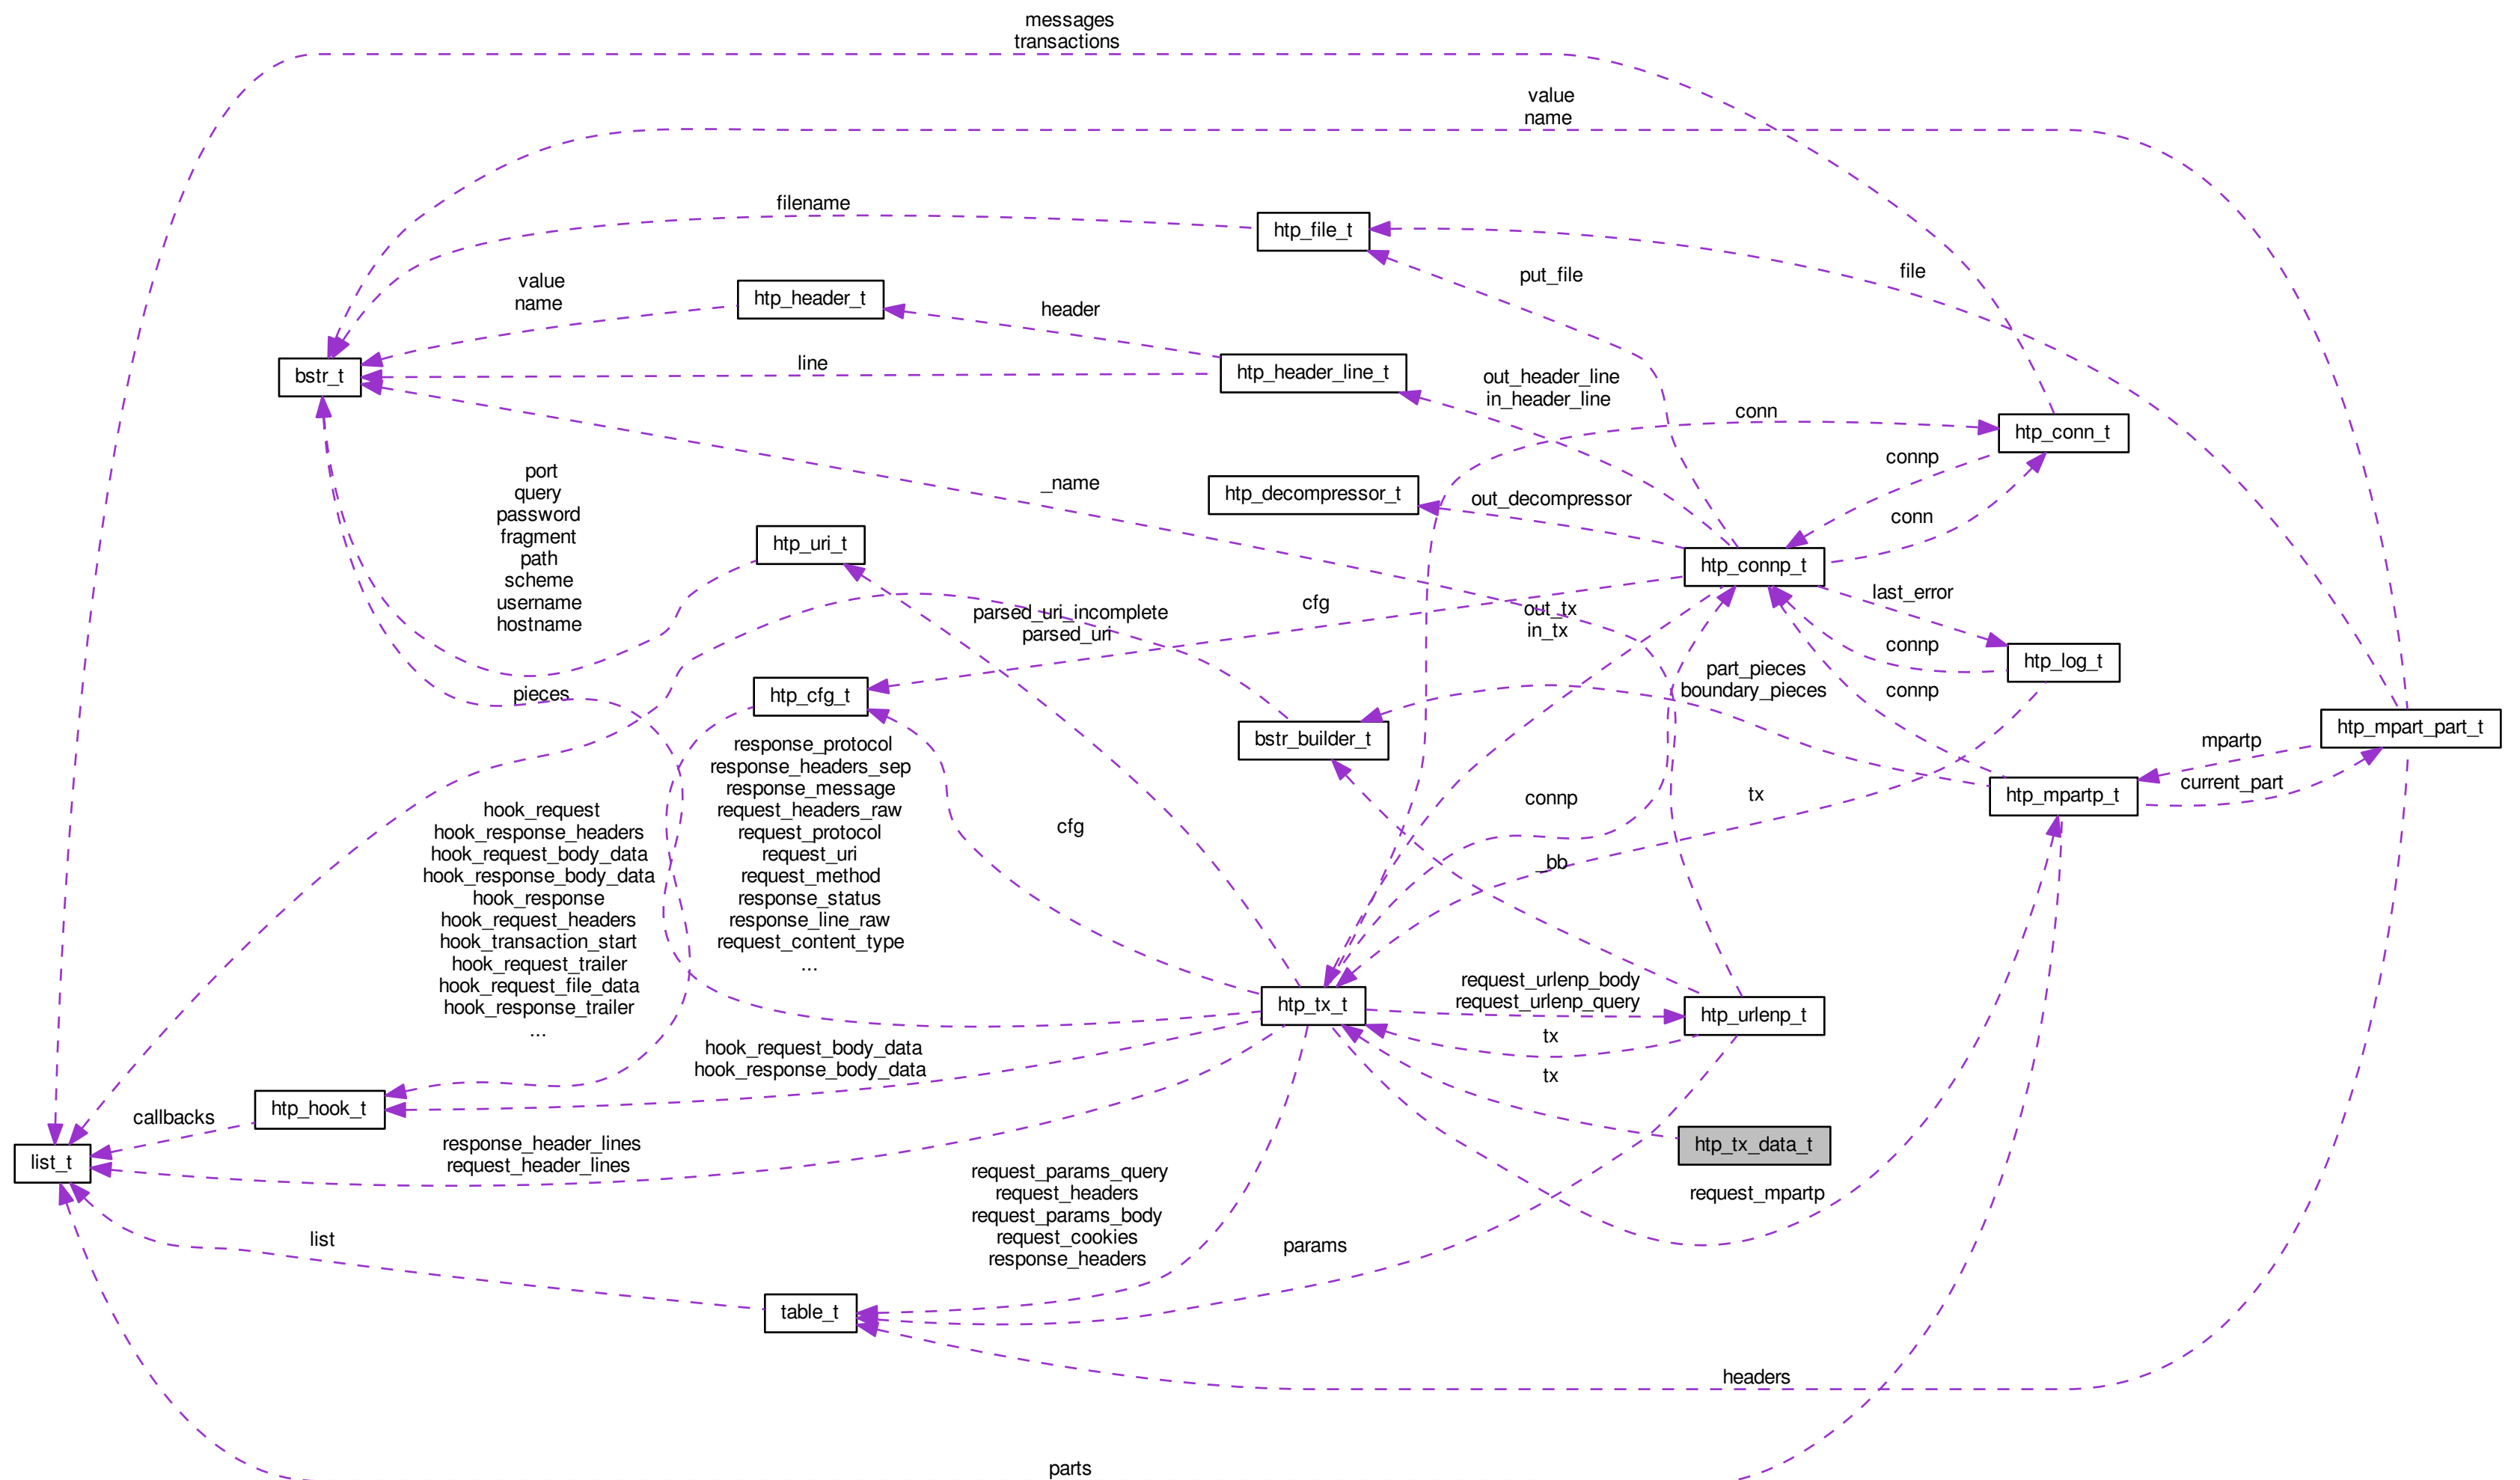 messages
transactions
value
name
filename
htp_file_t
file
put_file
value
name
htp_header_t
header
bstr_t
line
htp_header_line_t
out_header_line
in_header_line
conn
htp_conn_t
connp
port
query
password
fragment
path
scheme
username
hostname
_name
htp_decompressor_t
out_decompressor
conn
htp_uri_t
htp_connp_t
last_error
parsed_uri_incomplete
parsed_uri
cfg
out_tx
in_tx
connp
htp_log_t
part_pieces
boundary_pieces
connp
pieces
htp_cfg_t
bstr_builder_t
htp_mpart_part_t
mpartp
current_part
htp_mpartp_t
response_protocol
response_headers_sep
response_message
request_headers_raw
request_protocol
request_uri
request_method
response_status
response_line_raw
request_content_type
...
hook_request
hook_response_headers
hook_request_body_data
hook_response_body_data
hook_response
hook_request_headers
hook_transaction_start
hook_request_trailer
hook_request_file_data
hook_response_trailer
...
cfg
connp
tx
_bb
htp_tx_t
request_urlenp_body
request_urlenp_query
htp_urlenp_t
tx
hook_request_body_data
hook_response_body_data
tx
htp_hook_t
callbacks
list_t
response_header_lines
request_header_lines
htp_tx_data_t
request_params_query
request_headers
request_params_body
request_cookies
response_headers
request_mpartp
list
params
table_t
headers
parts